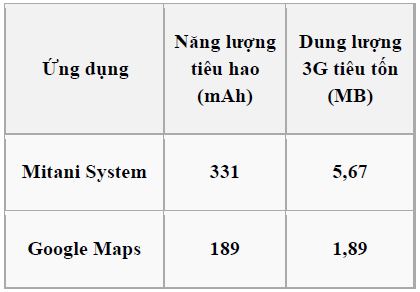 Ứng dụng
Năng lượng
tiêu hao
(mAh)
Dung lượng
3G tiêu tốn
(MB)
Mitani System
331
5,67
Google Maps
189
1,89